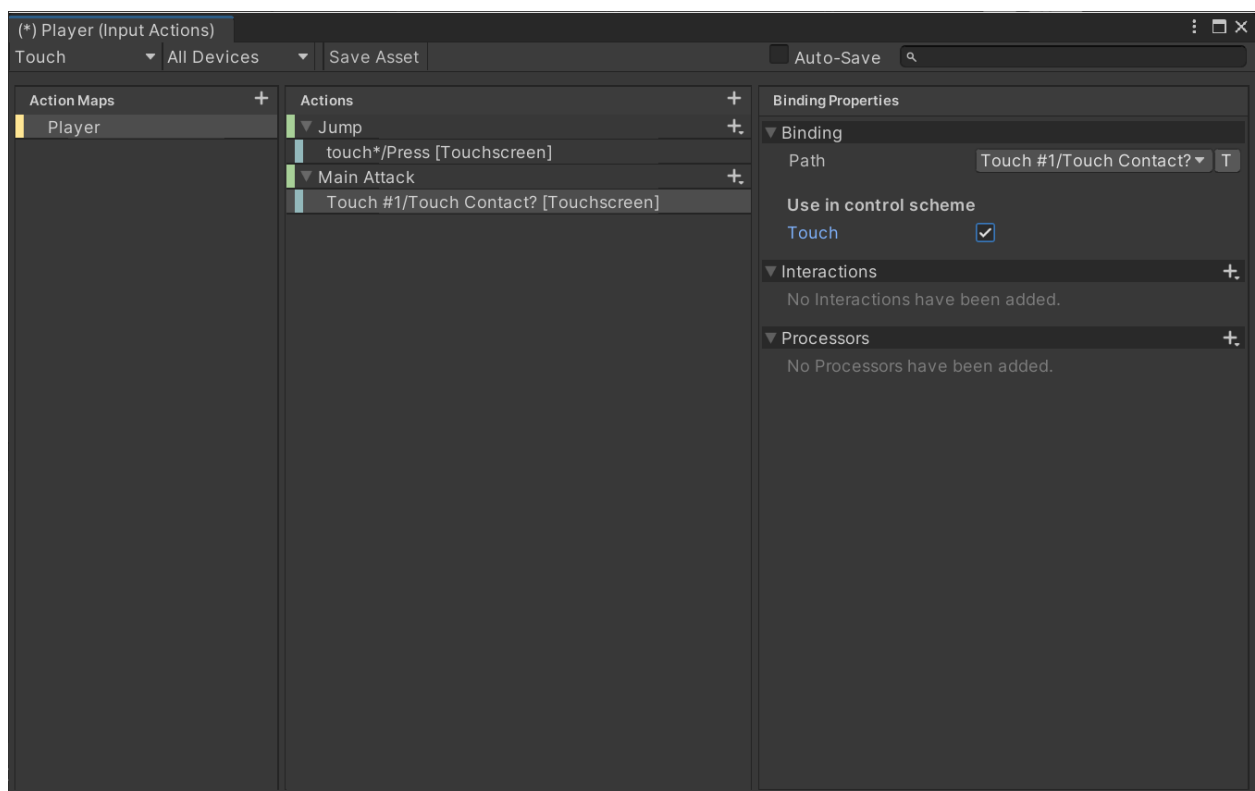 (*) Player (Input Actions)
Touch All Devices Save Asset Auto-Save
Action Maps
Player
Actions
Jump
touch*/Press [Touchscreen]
Main Attack
Touch #1/Touch Contact? [Touchscreen]
Binding Properties
Binding
Path Touch #1/Touch Contact? T
Use in control scheme
Touch
Interactions
No Interactions have been added.
Processors
No Processors have been added.